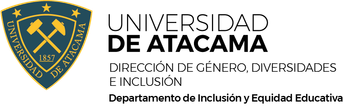 UNIVERSIDAD
DE ATACAMA
DIRECCIÓN DE GÉNERO, DIVERSIDADES
E INCLUSIÓN
Departamento de Inclusión y Equidad Educativa
1857
UNIVERSIDAD DE ATACAMA